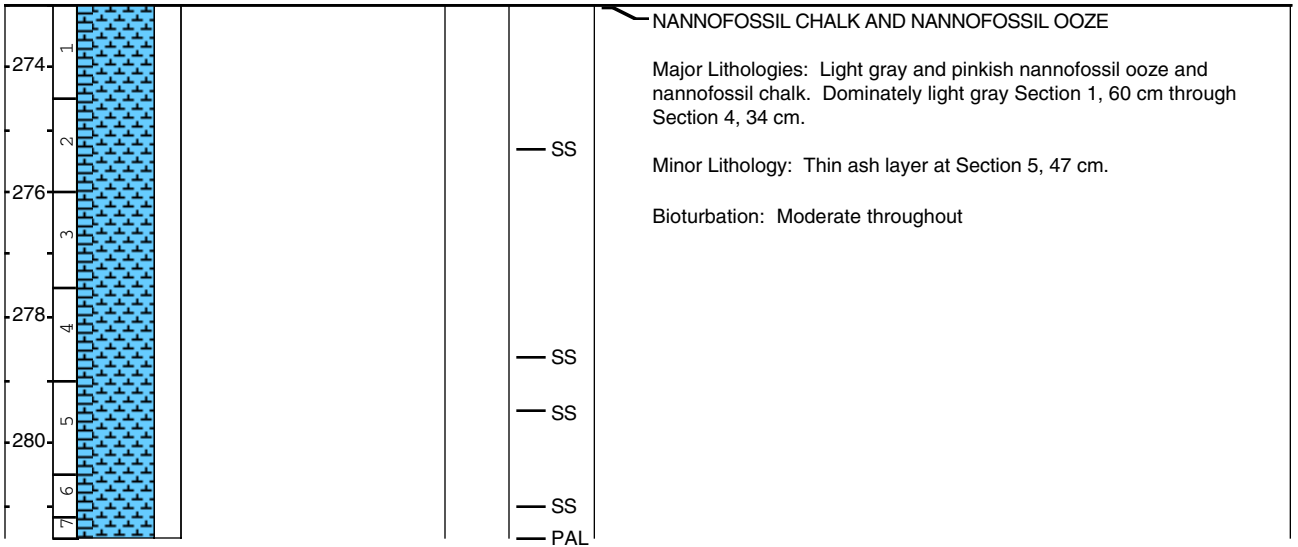 NANNOFOSSIL CHALK AND NANNOFOSSIL OOZE
Major Lithologies: Light gray and pinkish nannofossil ooze and
nannofossil chalk. Dominately light gray Section 1, 60 cm through
Section 4, 34 cm.
Minor Lithology: Thin ash layer at Section 5, 47 cm.
Bioturbation: Moderate throughout
1
274
2
SS
276
3
278
4
SS
5
SS
280
6
SS
7
PAL